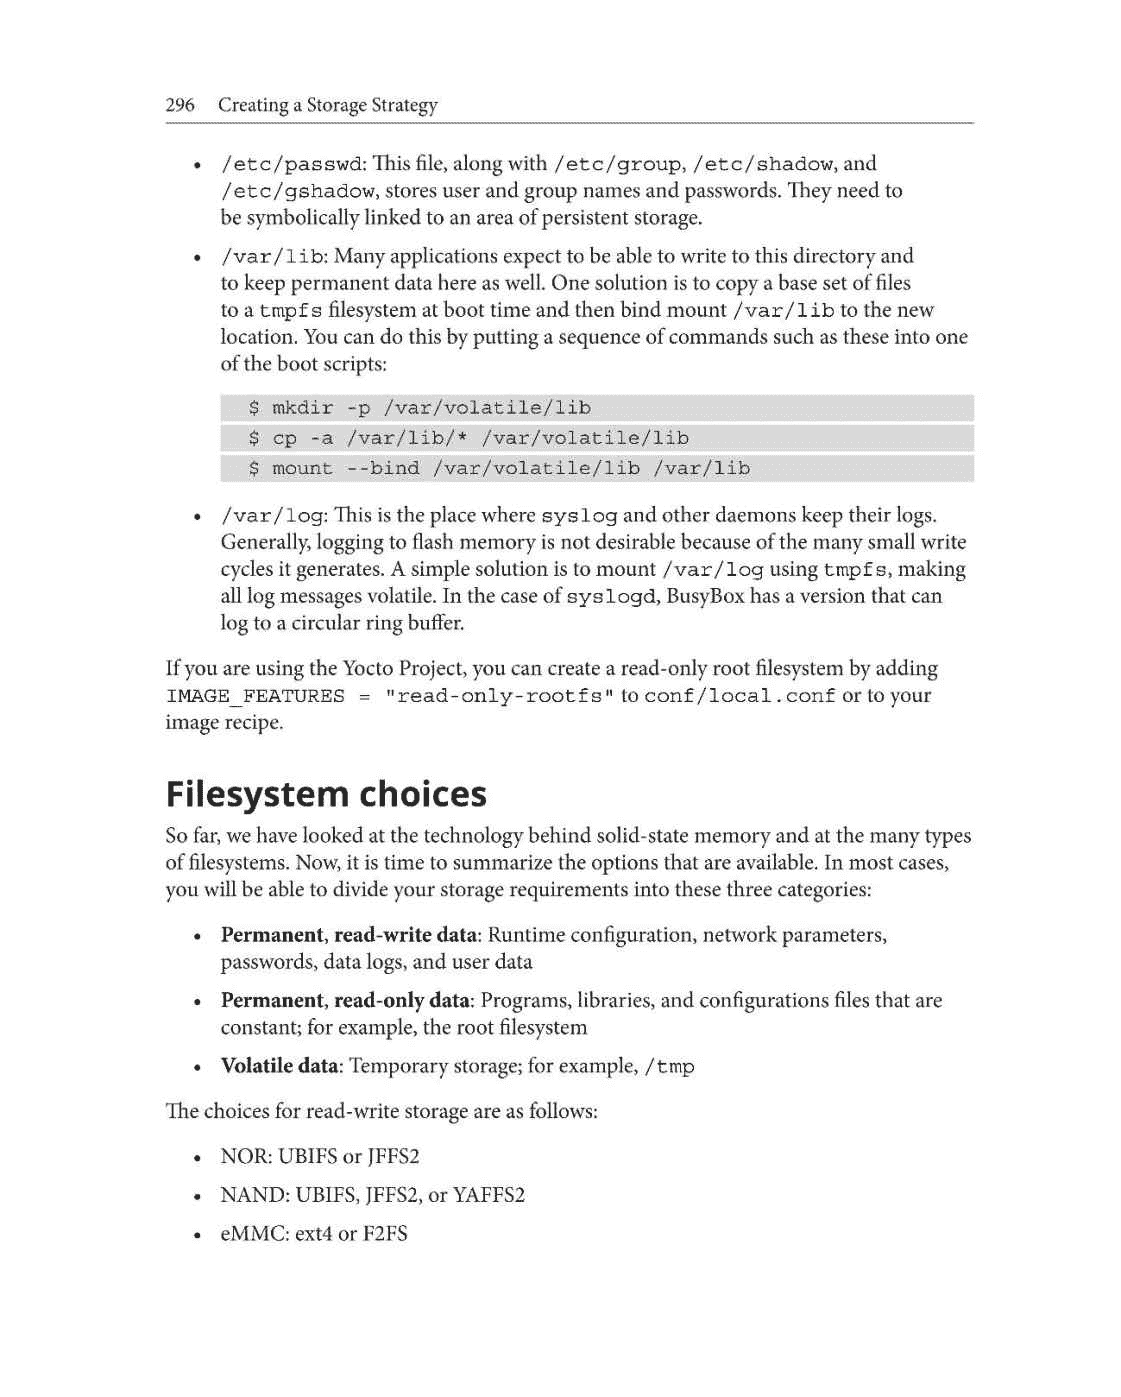 296 Creating a Storage Strategy
• /etc/passwd: This file, along with /etc/group, /etc/shadow, and
/etc/gshadow, stores user and group names and passwords. They need to
be symbolically linked to an area of persistent storage.
• /var/lib: Many applications expect to be able to write to this directory and
to keep permanent data here as well. One solution is to copy a base set of files
to a tmpfs filesystem at boot time and then bind mount /var/lib to the new
location. You can do this by putting a sequence of commands such as these into one
of the boot scripts:
$ mkdir -p /var/volatile/lib
$ cp -a /var/lib/* /var/volatile/lib
$ mount --bind /var/volatile/lib /var/lib
• /var/log: This is the place where syslog and other daemons keep their logs.
Generally, logging to flash memory is not desirable because of the many small write
cycles it generates. A simple solution is to mount /var/log using tmpfs, making
all log messages volatile. In the case of syslogd, BusyBox has a version that can
log to a circular ring buffer.
If you are using the Yocto Project, you can create a read-only root filesystem by adding
IMAGE_FEATURES = "read-only-rootfs" to conf/local.conf or to your
image recipe.
Filesystem choices
So far, we have looked at the technology behind solid-state memory and at the many types
of filesystems. Now, it is time to summarize the options that are available. In most cases,
you will be able to divide your storage requirements into these three categories:
• Permanent, read-write data: Runtime configuration, network parameters,
passwords, data logs, and user data
• Permanent, read-only data: Programs, libraries, and configurations files that are
constant; for example, the root filesystem
• Volatile data: Temporary storage; for example, /tmp
The choices for read-write storage are as follows:
• NOR: UBIFS or JFFS2
• NAND: UBIFS, JFFS2, or YAFFS2
• eMMC: ext4 or F2FS